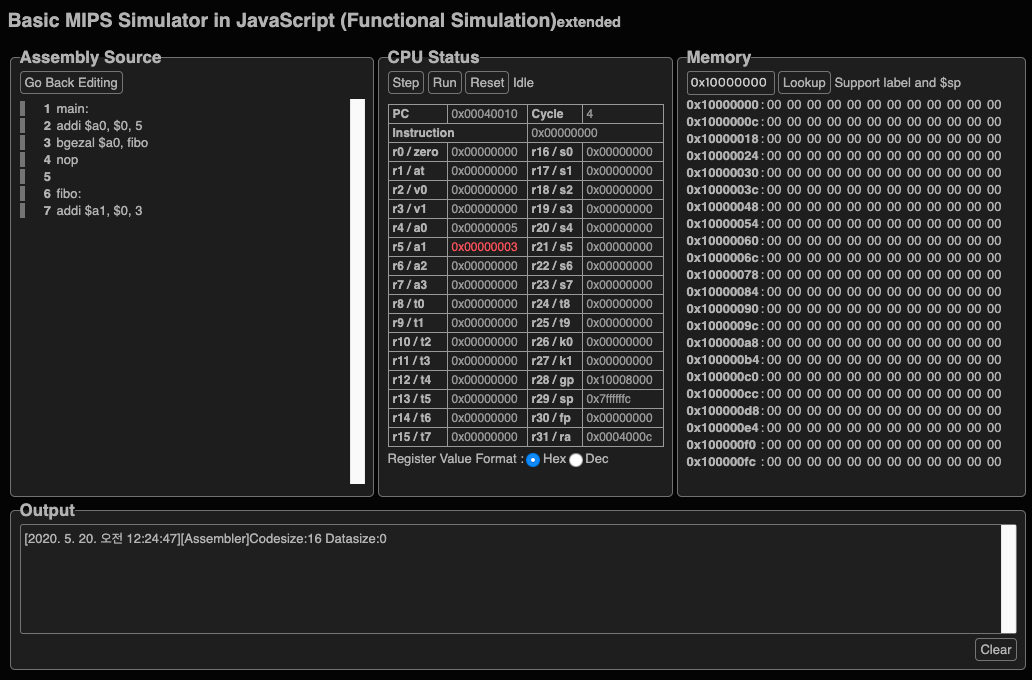 Basic MIPS Simulator in JavaScript (Functional Simulation)extended
Assembly Source
Go Back Editing
1 main:
2 addi $a0, $0, 5
3 bgezal $a0, fibo
4 nop
5
6 fibo:
7 addi $a1, $0, 3
CPU Status
Step Run Reset Idle
PC 0x00040010 Cycle 4
Instruction 0x00000000
r0 / zero 0x00000000 r16 / s0 0x00000000
r1 / at 0x00000000 r17 / s1 0x00000000
r2 / v0 0x00000000 r18 / s2 0x00000000
r3 / v1 0x00000000 r19 / s3 0x00000000
r4 / a0 0x00000005 r20 / s4 0x00000000
r5 / a1 0x00000003 r21 / s5 0x00000000
r6 / a2 0x00000000 r22 / s6 0x00000000
r7 / a3 0x00000000 r23 / s7 0x00000000
r8 / t0 0x00000000 r24 / t8 0x00000000
r9 / t1 0x00000000 r25 / t9 0x00000000
r10 / t2 0x00000000 r26 / k0 0x00000000
r11 / t3 0x00000000 r27 / k1 0x00000000
r12 / t4 0x00000000 r28 / gp 0x10008000
r13 / t5 0x00000000 r29 / sp 0x7ffffffc
r14 / t6 0x00000000 r30 / fp 0x00000000
r15 / t7 0x00000000 r31 / ra 0x0004000c
Register Value Format : Hex Dec
Memory
0x10000000 Lookup Support label and $sp
0x10000000 : 00 00 00 00 00 00 00 00 00 00 00 00
0x1000000c : 00 00 00 00 00 00 00 00 00 00 00 00
0x10000018 : 00 00 00 00 00 00 00 00 00 00 00 00
0x10000024 : 00 00 00 00 00 00 00 00 00 00 00 00
0x10000030 : 00 00 00 00 00 00 00 00 00 00 00 00
0x1000003c : 00 00 00 00 00 00 00 00 00 00 00 00
0x10000048 : 00 00 00 00 00 00 00 00 00 00 00 00
0x10000054 : 00 00 00 00 00 00 00 00 00 00 00 00
0x10000060 : 00 00 00 00 00 00 00 00 00 00 00 00
0x1000006c : 00 00 00 00 00 00 00 00 00 00 00 00
0x10000078 : 00 00 00 00 00 00 00 00 00 00 00 00
0x10000084 : 00 00 00 00 00 00 00 00 00 00 00 00
0x10000090 : 00 00 00 00 00 00 00 00 00 00 00 00
0x1000009c : 00 00 00 00 00 00 00 00 00 00 00 00
0x100000a8 : 00 00 00 00 00 00 00 00 00 00 00 00
0x100000b4 : 00 00 00 00 00 00 00 00 00 00 00 00
0x100000c0 : 00 00 00 00 00 00 00 00 00 00 00 00
0x100000cc : 00 00 00 00 00 00 00 00 00 00 00 00
0x100000d8 : 00 00 00 00 00 00 00 00 00 00 00 00
0x100000e4 : 00 00 00 00 00 00 00 00 00 00 00 00
0x100000f0 : 00 00 00 00 00 00 00 00 00 00 00 00
0x100000fc : 00 00 00 00 00 00 00 00 00 00 00 00
Output
[2020. 5. 20. 오전 12:24:47][Assembler]Codesize:16 Datasize:0
Clear